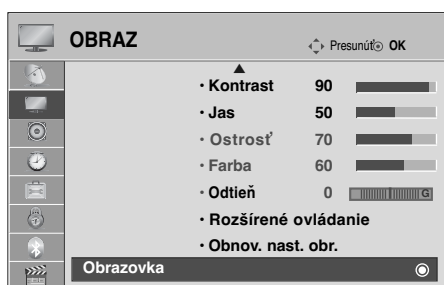 OBRAZ
Presunúť OK
• Kontrast 90
• Jas 50
• Ostrosť 70
• Farba 60
• Odtieň 0 G
• Rozšírené ovládanie
• Obnov. nast. obr.
Obrazovka